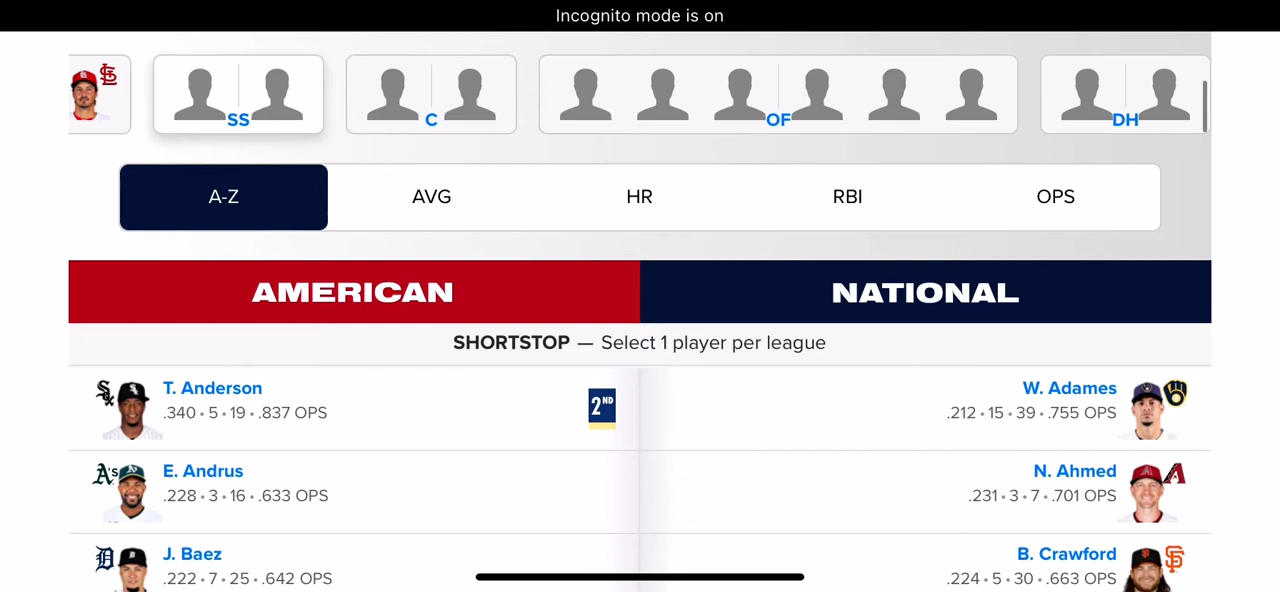 Incognito mode is on
SS
C
OF
DH
A-Z
AVG
HR
RBI
OPS
AMERICAN
NATIONAL
SHORTSTOP — Select 1 player per league
T. Anderson
.340 • 5 • 19 • .837 OPS
2ND
W. Adames
.212 • 15 • 39 • .755 OPS
E. Andrus
.228 • 3 • 16 • .633 OPS
N. Ahmed
.231 • 3 • 7 • .701 OPS
J. Baez
.222 • 7 • 25 • .642 OPS
B. Crawford
.224 • 5 • 30 • .663 OPS